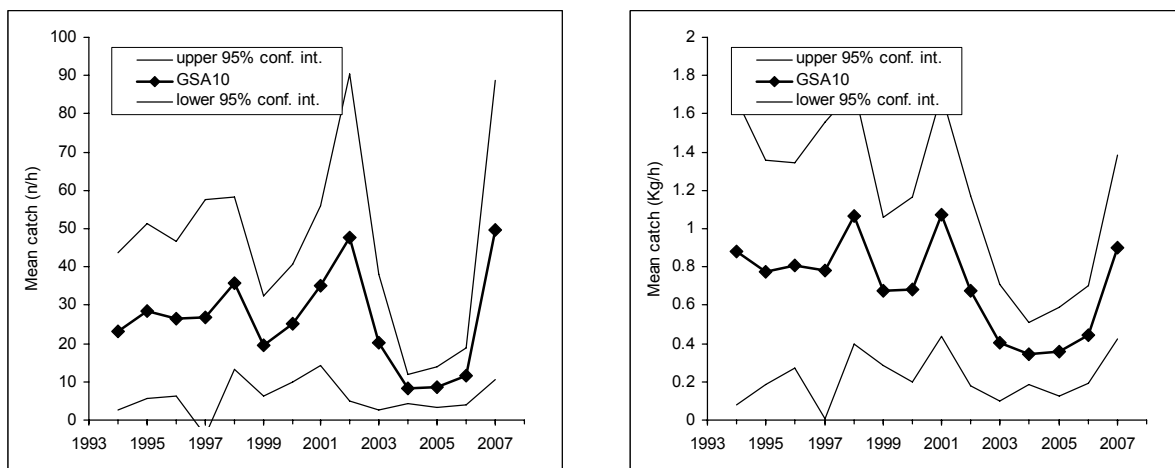 100
90
80
70
60
50
40
30
20
10
0
Mean catch (n/h)
upper 95% conf. int.
GSA10
lower 95% conf. int.
1993 1995 1997 1999 2001 2003 2005 2007
2
1.8
1.6
1.4
1.2
1
0.8
0.6
0.4
0.2
0
Mean catch (Kg/h)
upper 95% conf. int.
GSA10
lower 95% conf. int.
1993 1995 1997 1999 2001 2003 2005 2007